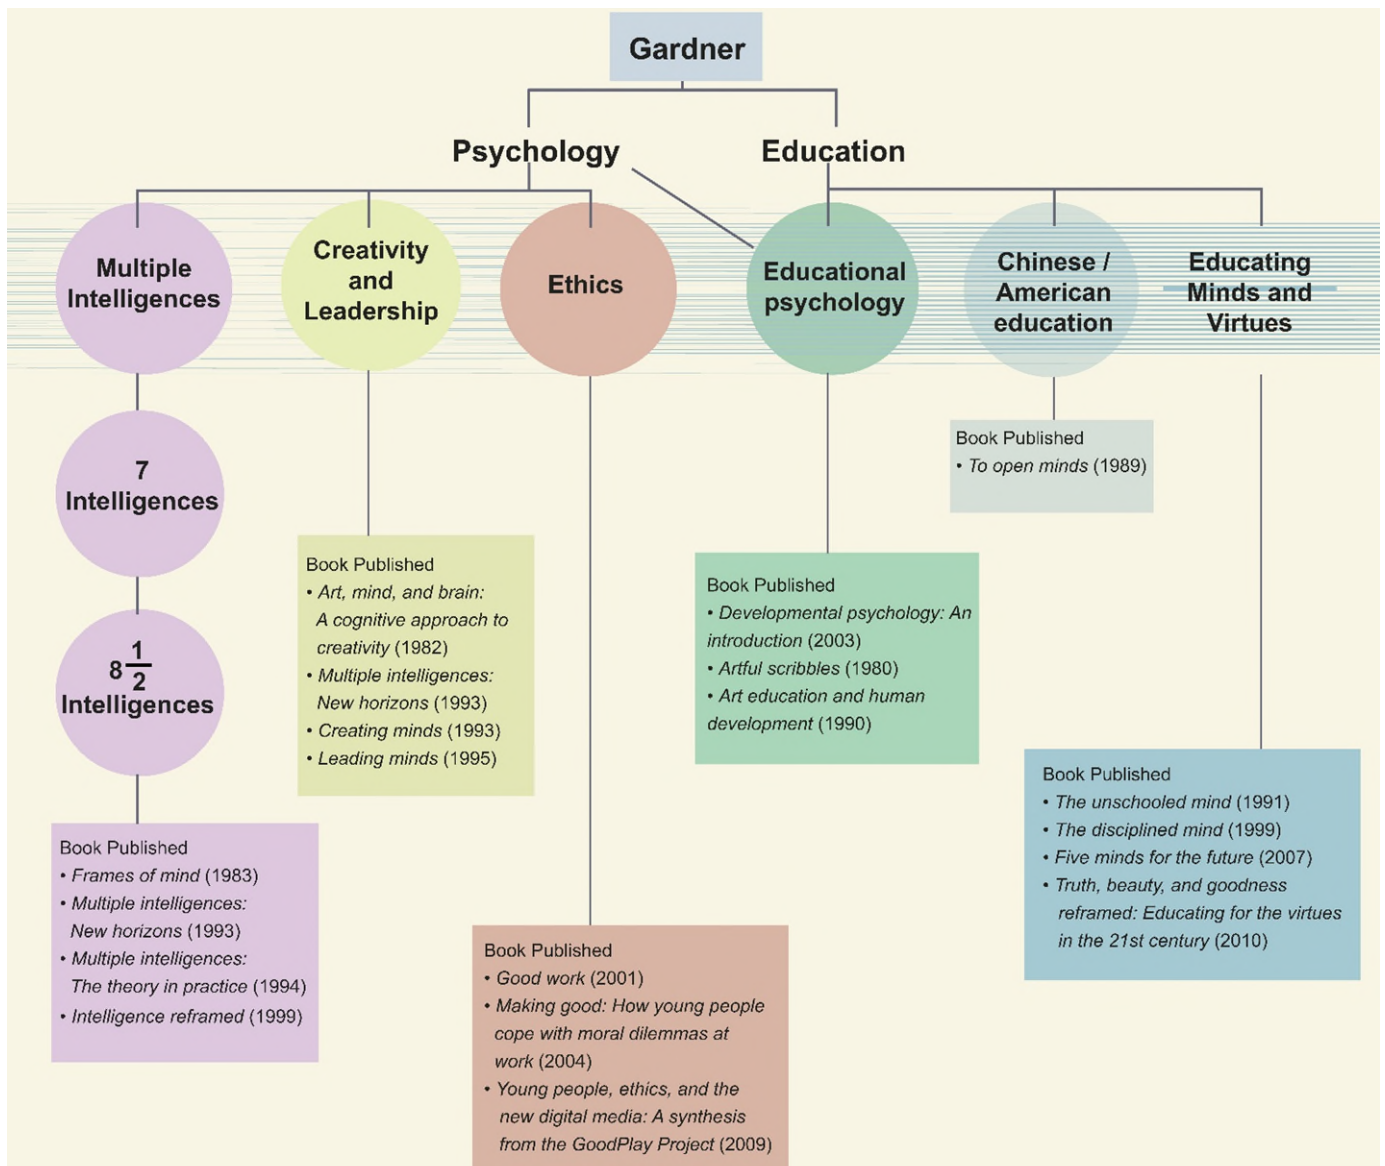 Gardner
Psychology
Education
Multiple
Intelligences
Creativity
and
Leadership
Ethics
Educational
psychology
Chinese /
American
education
Educating
Minds and
Virtues
7
Intelligences
8 1/2
Intelligences
Book Published
• Frames of mind (1983)
• Multiple intelligences:
New horizons (1993)
• Multiple intelligences:
The theory in practice (1994)
• Intelligence reframed (1999)
Book Published
• Art, mind, and brain:
A cognitive approach to
creativity (1982)
• Multiple intelligences:
New horizons (1993)
• Creating minds (1993)
• Leading minds (1995)
Book Published
• Good work (2001)
• Making good: How young people
cope with moral dilemmas at
work (2004)
• Young people, ethics, and the
new digital media: A synthesis
from the GoodPlay Project (2009)
Book Published
• Developmental psychology: An
introduction (2003)
• Artful scribbles (1980)
• Art education and human
development (1990)
Book Published
• To open minds (1989)
Book Published
• The unschooled mind (1991)
• The disciplined mind (1999)
• Five minds for the future (2007)
• Truth, beauty, and goodness
reframed: Educating for the virtues
in the 21st century (2010)